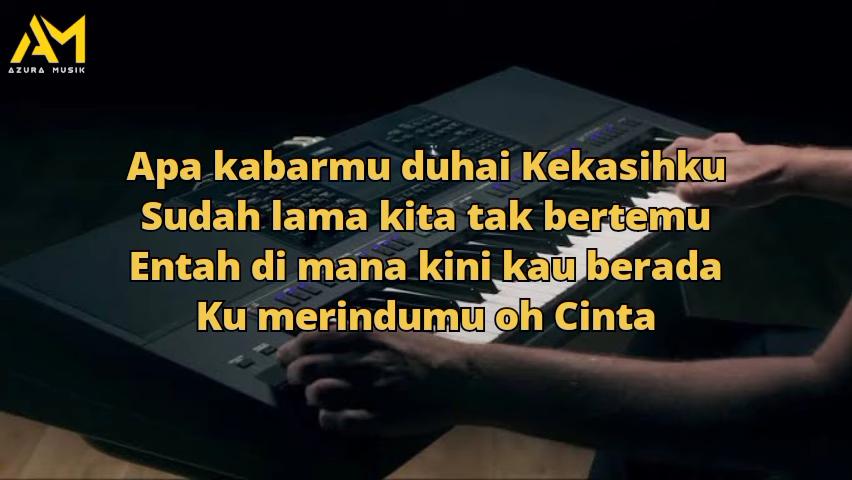 AM
AZURA MUSIK
Apa kabarmu duhai Kekasihku
Sudah lama kita tak bertemu
Entah di mana kini kau berada
Ku merindumu oh Cinta